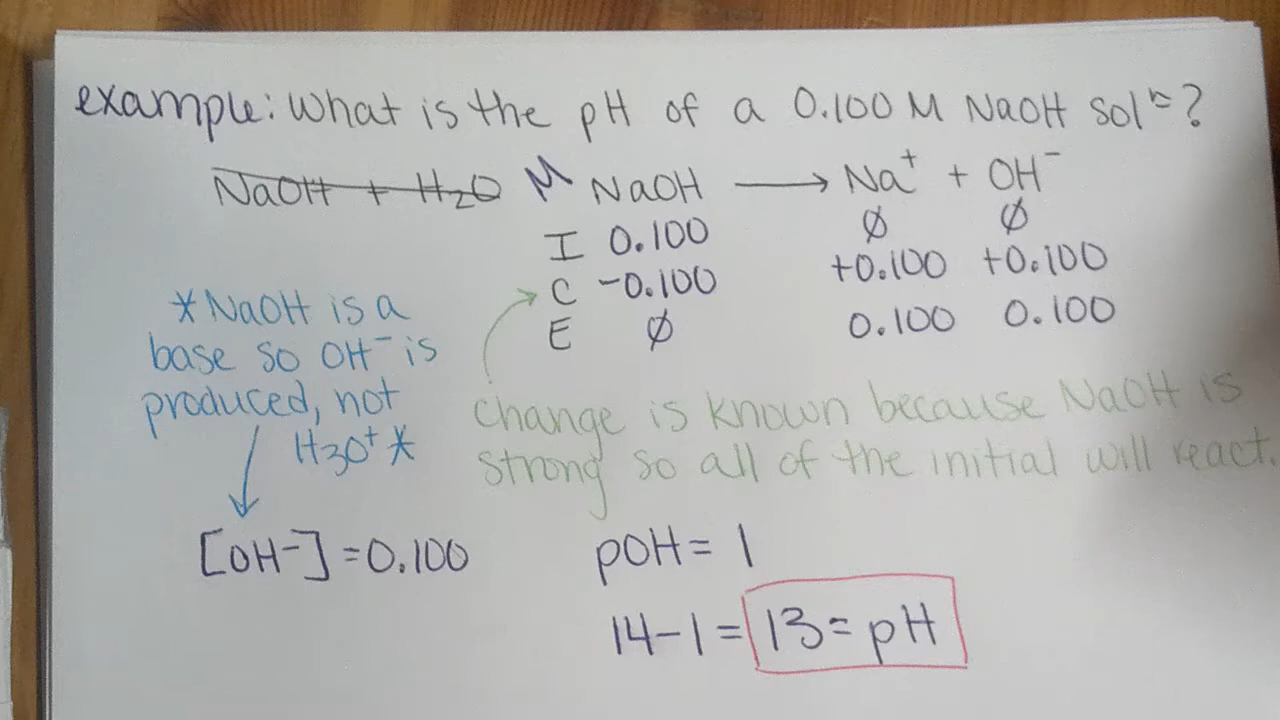 example: What is the pH of a 0.100 M NaOH solⁿ=?
NaOH + H₂O M NaOH → Na⁺ + OH⁻
I 0.100 ∅ ∅
C -0.100 +0.100 +0.100
E ∅ 0.100 0.100
*NaOH is a
base so OH⁻ is
produced, not
H₃O⁺*
change is known because NaOH is
strong so all of the initial will react.
[OH⁻] = 0.100
pOH = 1
14-1 = 13 = pH